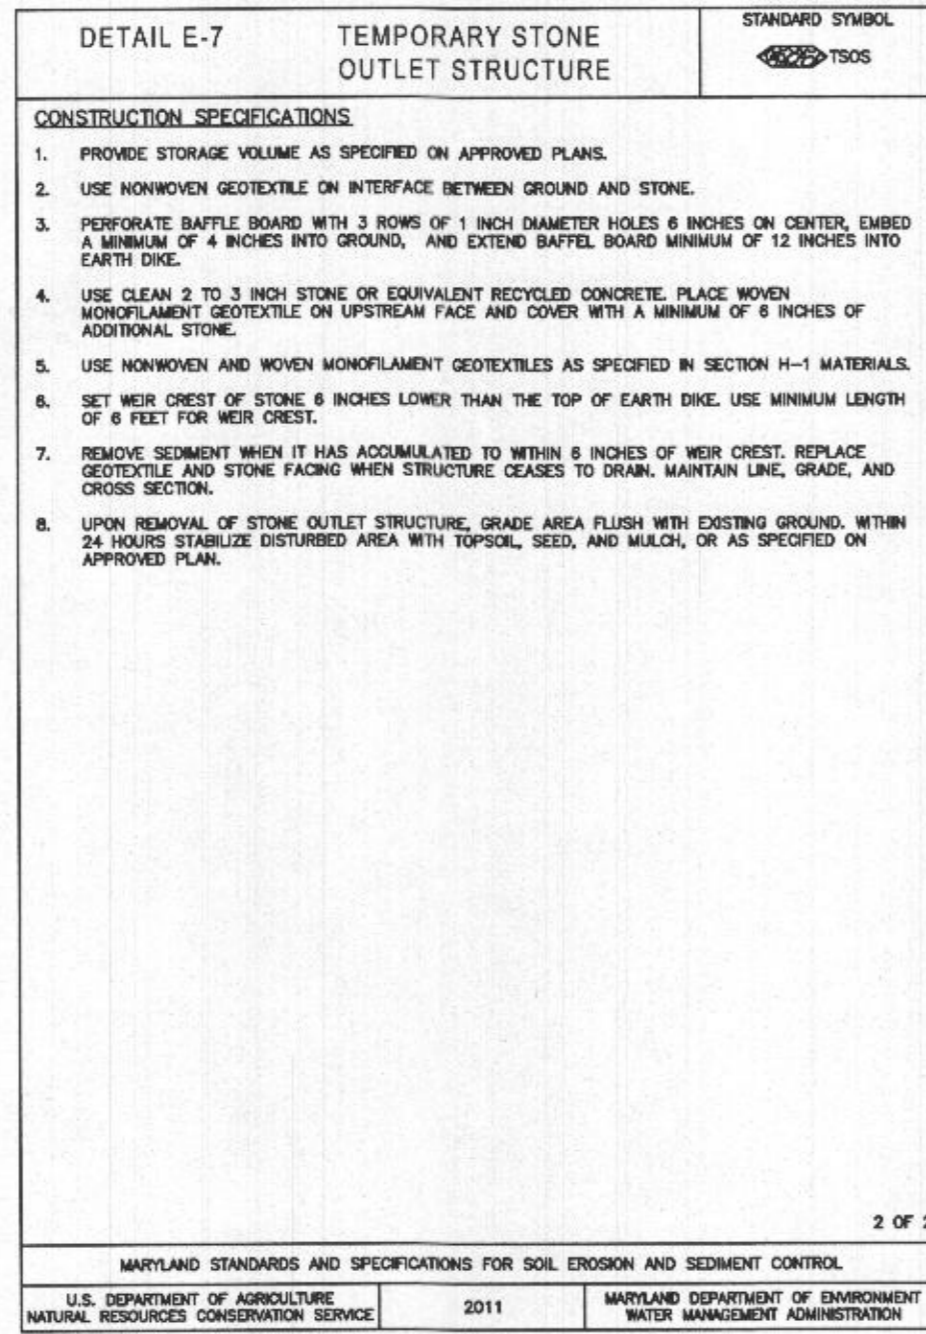 DETAIL E-7
TEMPORARY STONE
OUTLET STRUCTURE
STANDARD SYMBOL
TSOS
CONSTRUCTION SPECIFICATIONS
1. PROVIDE STORAGE VOLUME AS SPECIFIED ON APPROVED PLANS.
2. USE NONWOVEN GEOTEXTILE ON INTERFACE BETWEEN GROUND AND STONE.
3. PERFORATE BAFFLE BOARD WITH 3 ROWS OF 1 INCH DIAMETER HOLES 6 INCHES ON CENTER, EMBED
A MINIMUM OF 4 INCHES INTO GROUND, AND EXTEND BAFFEL BOARD MINIMUM OF 12 INCHES INTO
EARTH DIKE.
4. USE CLEAN 2 TO 3 INCH STONE OR EQUIVALENT RECYCLED CONCRETE. PLACE WOVEN
MONOFILAMENT GEOTEXTILE ON UPSTREAM FACE AND COVER WITH A MINIMUM OF 6 INCHES OF
ADDITIONAL STONE.
5. USE NONWOVEN AND WOVEN MONOFILAMENT GEOTEXTILES AS SPECIFIED IN SECTION H-1 MATERIALS.
6. SET WEIR CREST OF STONE 6 INCHES LOWER THAN THE TOP OF EARTH DIKE. USE MINIMUM LENGTH
OF 6 FEET FOR WEIR CREST.
7. REMOVE SEDIMENT WHEN IT HAS ACCUMULATED TO WITHIN 6 INCHES OF WEIR CREST. REPLACE
GEOTEXTILE AND STONE FACING WHEN STRUCTURE CEASES TO DRAIN. MAINTAIN LINE, GRADE, AND
CROSS SECTION.
8. UPON REMOVAL OF STONE OUTLET STRUCTURE, GRADE AREA FLUSH WITH EXISTING GROUND. WITHIN
24 HOURS STABILIZE DISTURBED AREA WITH TOPSOIL, SEED, AND MULCH, OR AS SPECIFIED ON
APPROVED PLAN.
2 OF 2
MARYLAND STANDARDS AND SPECIFICATIONS FOR SOIL EROSION AND SEDIMENT CONTROL
U.S. DEPARTMENT OF AGRICULTURE
NATURAL RESOURCES CONSERVATION SERVICE
2011
MARYLAND DEPARTMENT OF ENVIRONMENT
WATER MANAGEMENT ADMINISTRATION